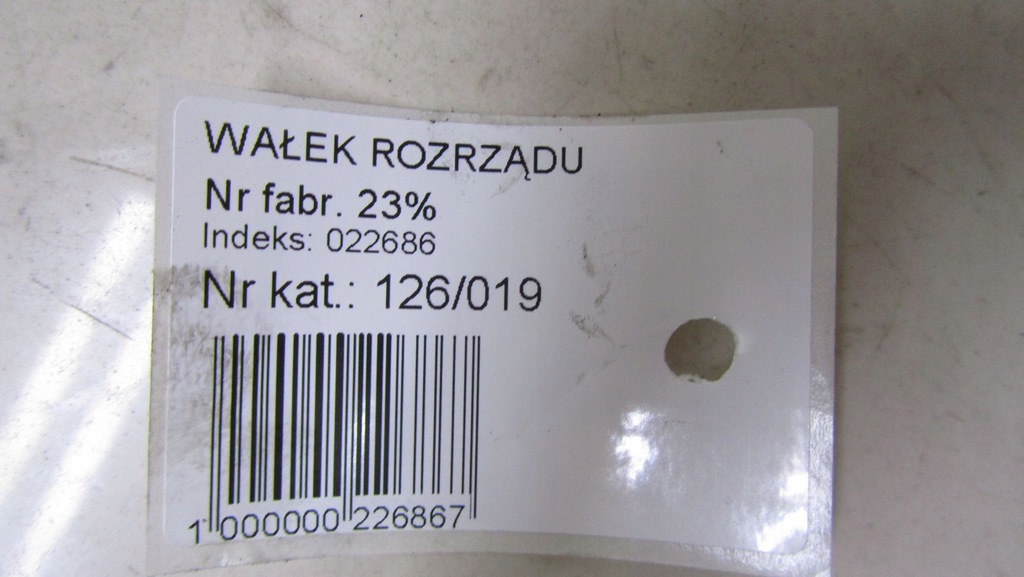 WAŁEK ROZRZĄDU
Nr fabr. 23%
Indeks: 022686
Nr kat.: 126/019
1 000000 226867